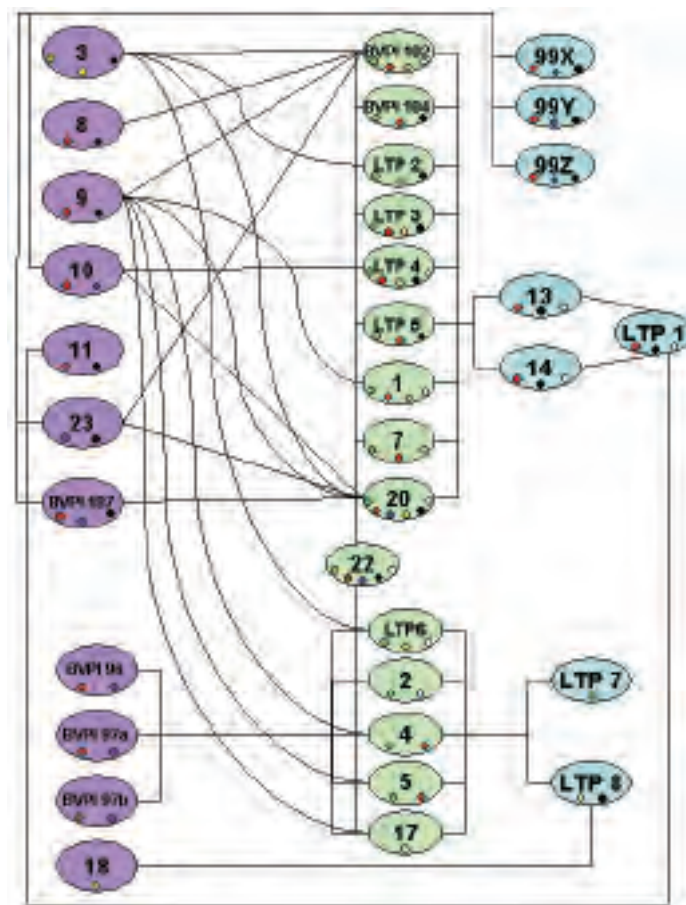 3
8
9
10
11
23
BVPI 187
BVPI 96
BVPI 97a
BVPI 97b
18
BVPI 102
BVPI 104
LTP 2
LTP 3
LTP 4
LTP 5
1
7
20
22
LTP6
2
4
5
17
99X
99Y
99Z
13
14
LTP 1
LTP 7
LTP 8